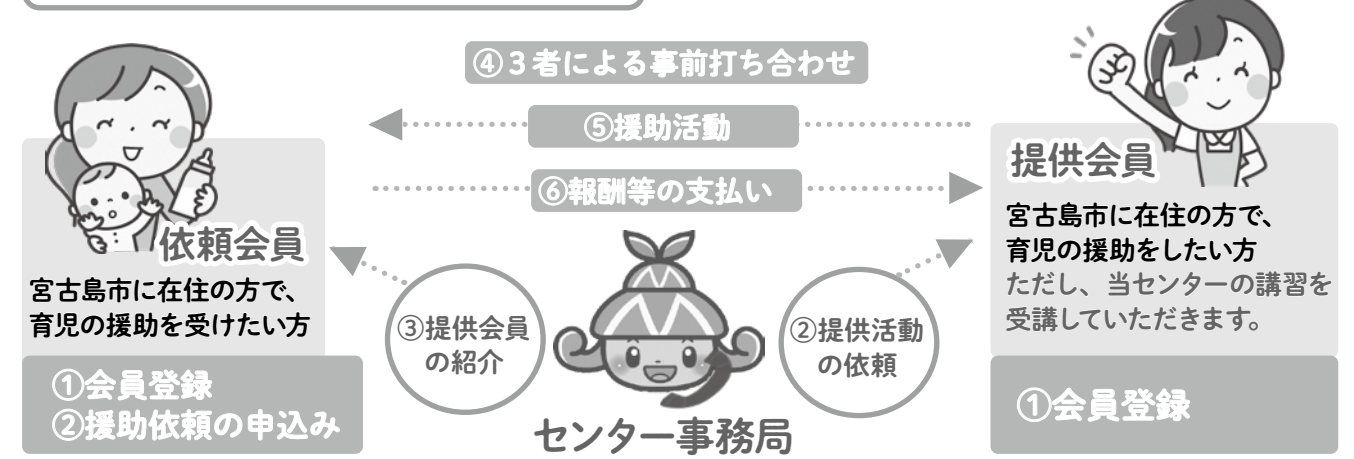 ④３者による事前打ち合わせ
⑤援助活動
⑥報酬等の支払い
依頼会員
宮古島市に在住の方で、
育児の援助を受けたい方
①会員登録
②援助依頼の申込み
③提供会員
の紹介
センター事務局
②提供活動
の依頼
提供会員
宮古島市に在住の方で、
育児の援助をしたい方
ただし、当センターの講習を
受講していただきます。
①会員登録